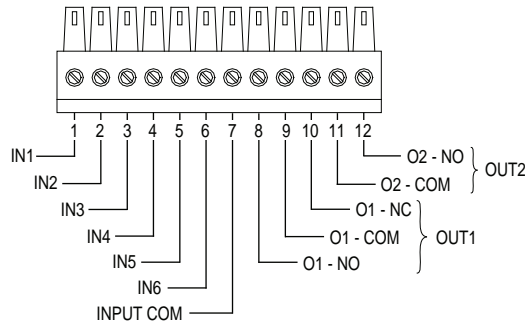 1 2 3 4 5 6 7 8 9 10 11 12
IN1
O2 - NO
OUT2
IN2
O2 - COM
IN3
O1 - NC
IN4
O1 - COM
OUT1
IN5
O1 - NO
IN6
INPUT COM